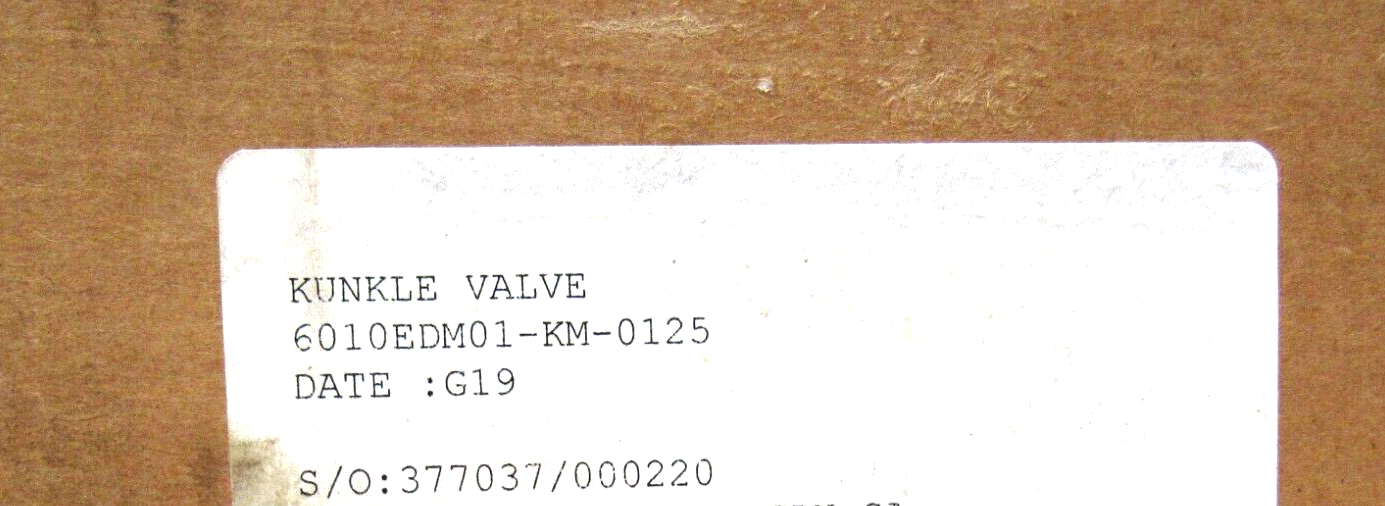 KUNKLE VALVE
6010EDM01-KM-0125
DATE :G19
S/O:377037/000220